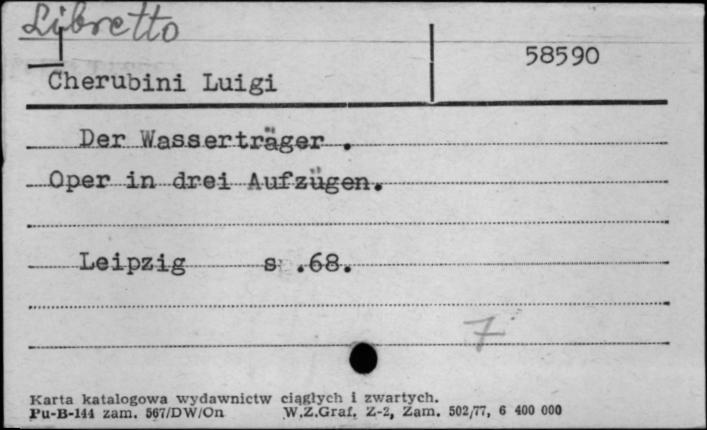 Libretto
58590
Cherubini Luigi
Der Wasserträger .
Oper in drei Aufzügen.
Leipzig s .68.
7
Karta katalogowa wydawnictw ciągłych i zwartych.
Pu-B-144 zam. 567/DW/On W.Z.Graf. Z-2, Zam. 502/77, 6 400 000